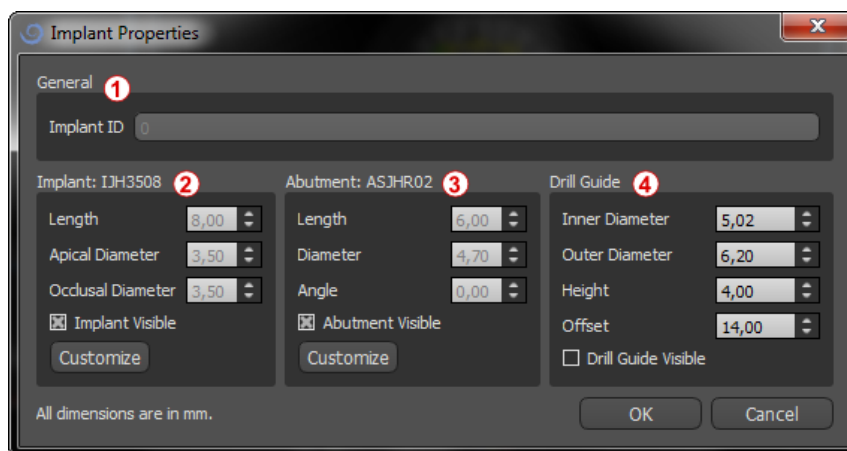 Implant Properties
x
General 1
Implant ID 0
Implant: IJH3508 2
Length 8,00
Apical Diameter 3,50
Occlusal Diameter 3,50
Implant Visible
Customize
Abutment: ASJHR02 3
Length 6,00
Diameter 4,70
Angle 0,00
Abutment Visible
Customize
Drill Guide 4
Inner Diameter 5,02
Outer Diameter 6,20
Height 4,00
Offset 14,00
Drill Guide Visible
All dimensions are in mm.
OK Cancel